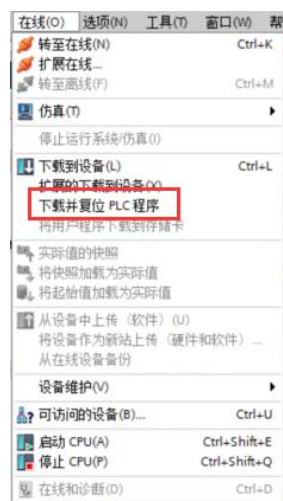 在线(O) 选项(N) 工具(T) 窗口(W) 帮
转至在线(N) Ctrl+K
扩展在线...
转至离线(F) Ctrl+M
仿真(T)
停止运行系统/仿真(I)
下载到设备(L) Ctrl+L
扩展的下载到设备(X)
下载并复位 PLC 程序
将用户程序下载到存储卡
实际值的快照
将快照加载为实际值
将起始值加载为实际值
从设备中上传（软件）(U)
将设备作为新站上传（硬件和软件）...
从在线设备备份
设备维护(V)
可访问的设备(B)... Ctrl+U
启动 CPU(A) Ctrl+Shift+E
停止 CPU(P) Ctrl+Shift+Q
在线和诊断(D) Ctrl+D